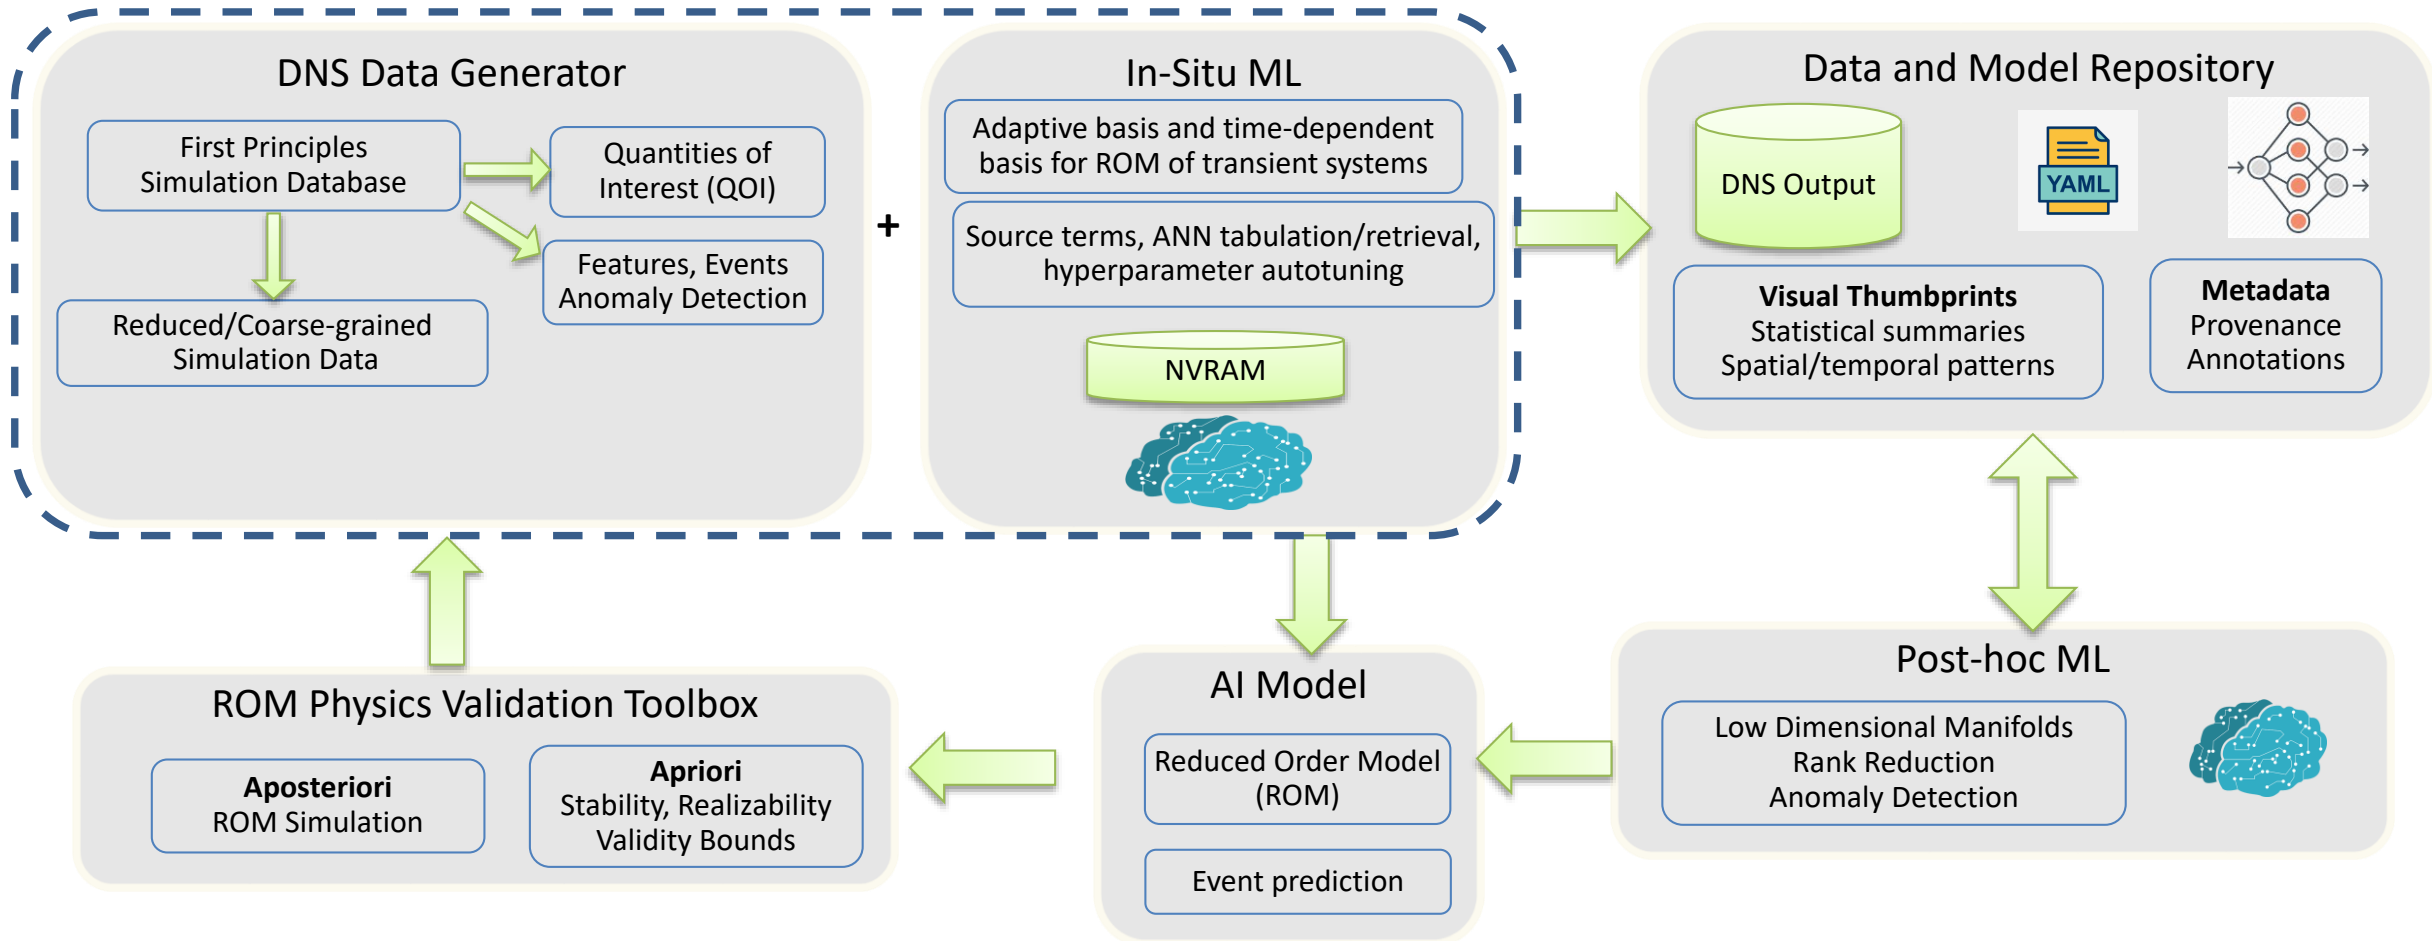 DNS Data Generator
First Principles
Simulation Database
Quantities of
Interest (QOI)
Features, Events
Anomaly Detection
Reduced/Coarse-grained
Simulation Data
+
In-Situ ML
Adaptive basis and time-dependent
basis for ROM of transient systems
Source terms, ANN tabulation/retrieval,
hyperparameter autotuning
NVRAM
Data and Model Repository
DNS Output
YAML
Visual Thumbprints
Statistical summaries
Spatial/temporal patterns
Metadata
Provenance
Annotations
ROM Physics Validation Toolbox
Aposteriori
ROM Simulation
Apriori
Stability, Realizability
Validity Bounds
AI Model
Reduced Order Model
(ROM)
Event prediction
Post-hoc ML
Low Dimensional Manifolds
Rank Reduction
Anomaly Detection